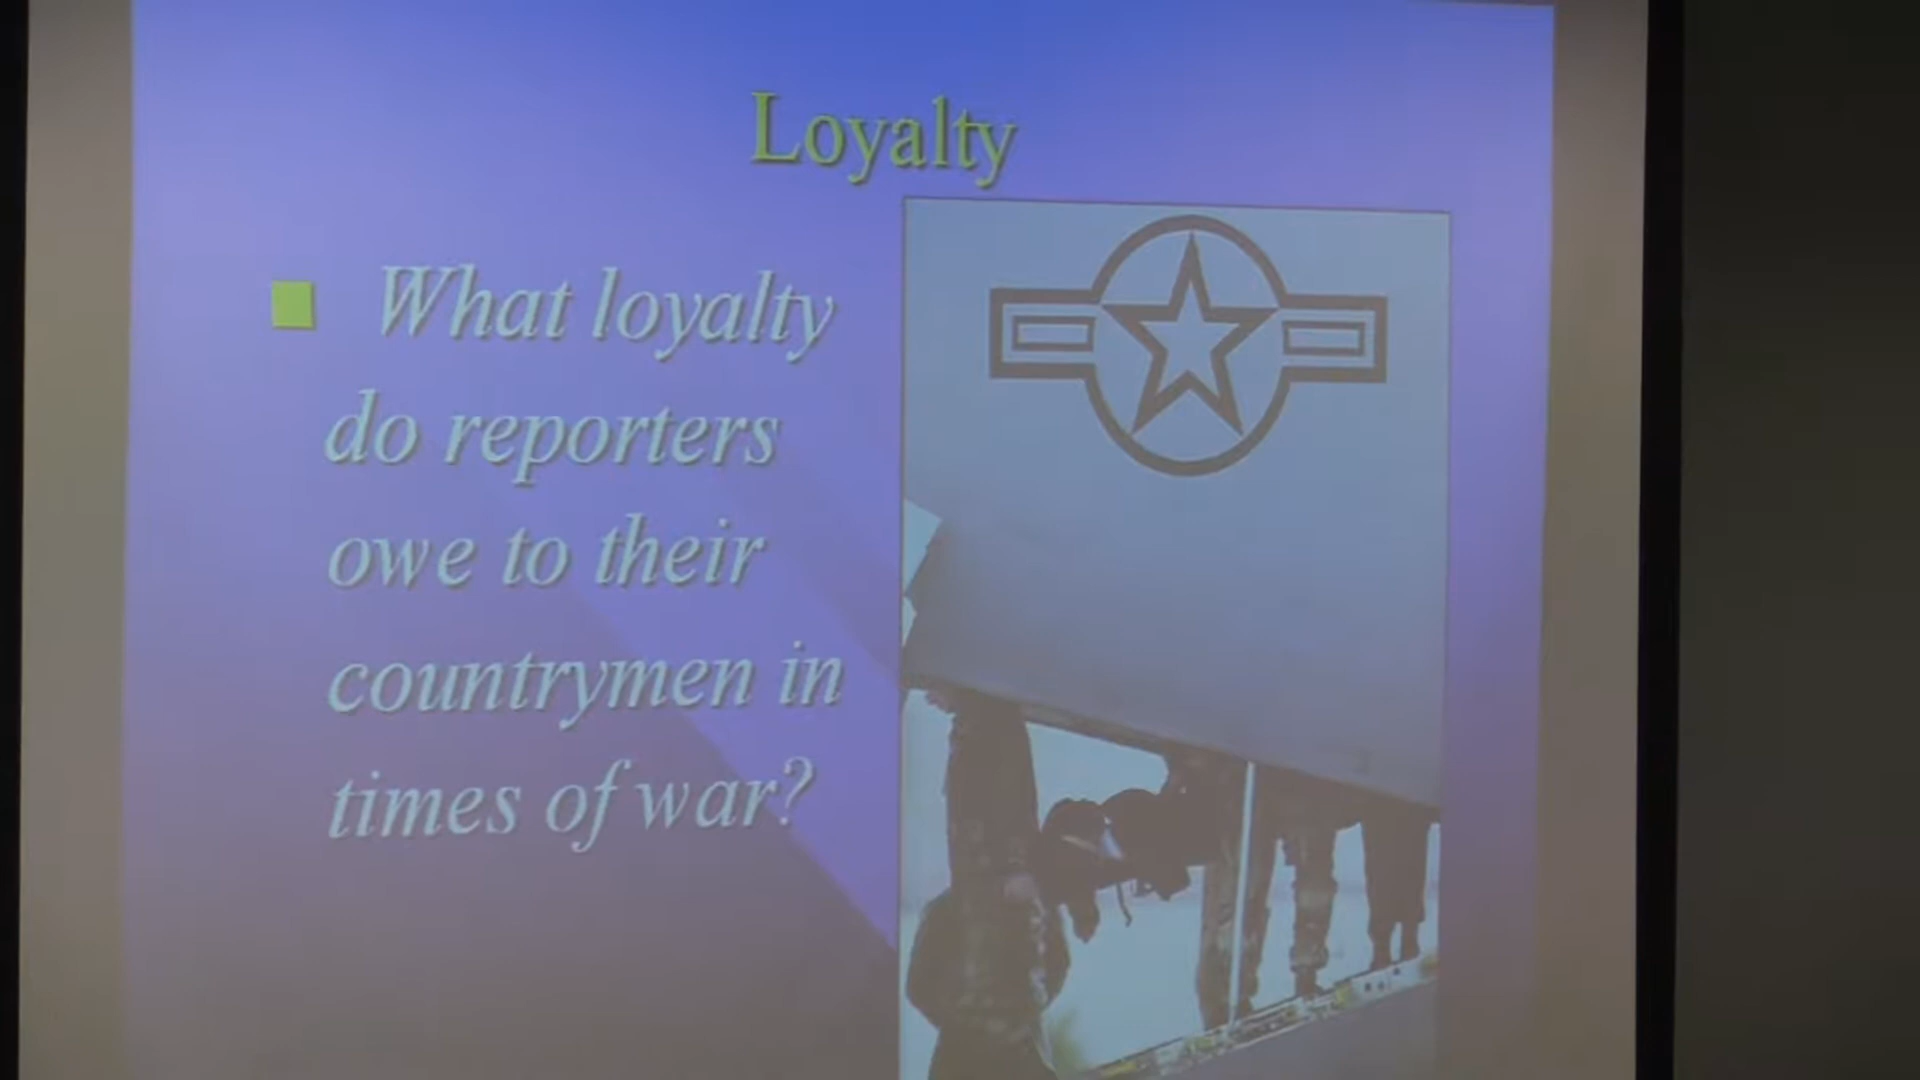 Loyalty
What loyalty
do reporters
owe to their
countrymen in
times of war?